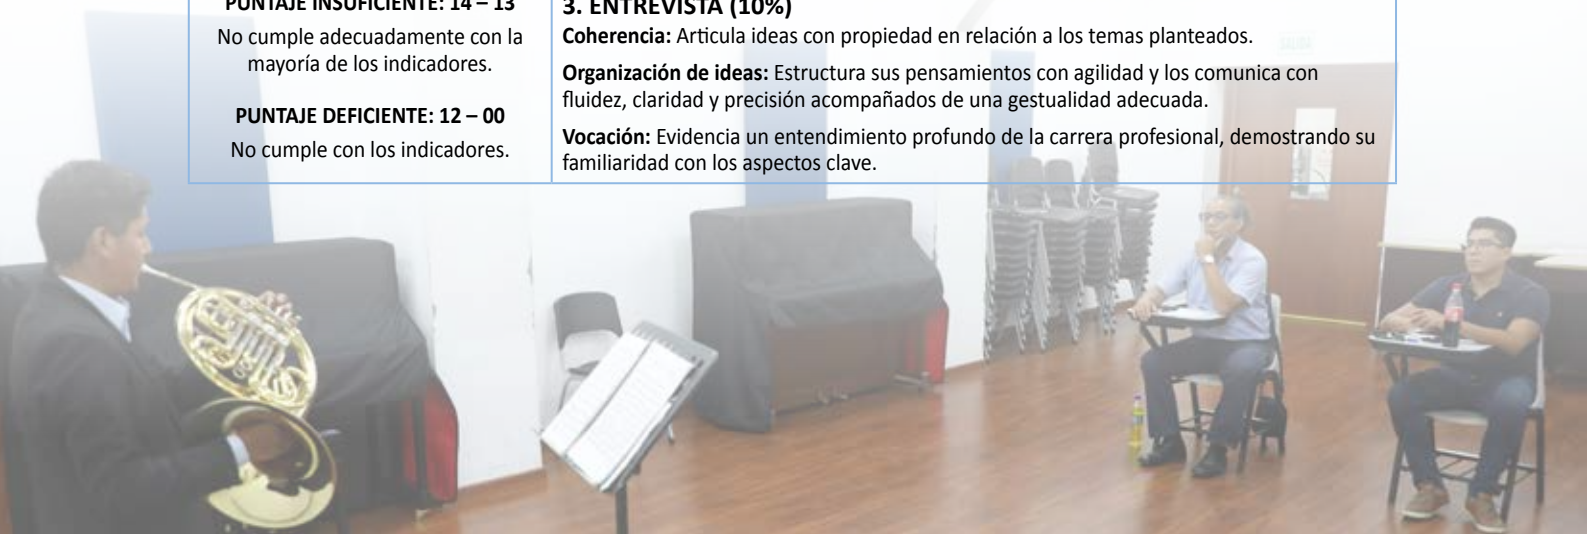 PUNTAJE INSUFICIENTE: 14 – 13
No cumple adecuadamente con la
mayoría de los indicadores.
PUNTAJE DEFICIENTE: 12 – 00
No cumple con los indicadores.
3. ENTREVISTA (10%)
Coherencia: Articula ideas con propiedad en relación a los temas planteados.
Organización de ideas: Estructura sus pensamientos con agilidad y los comunica con
fluidez, claridad y precisión acompañados de una gestualidad adecuada.
Vocación: Evidencia un entendimiento profundo de la carrera profesional, demostrando su
familiaridad con los aspectos clave.
SALIDA